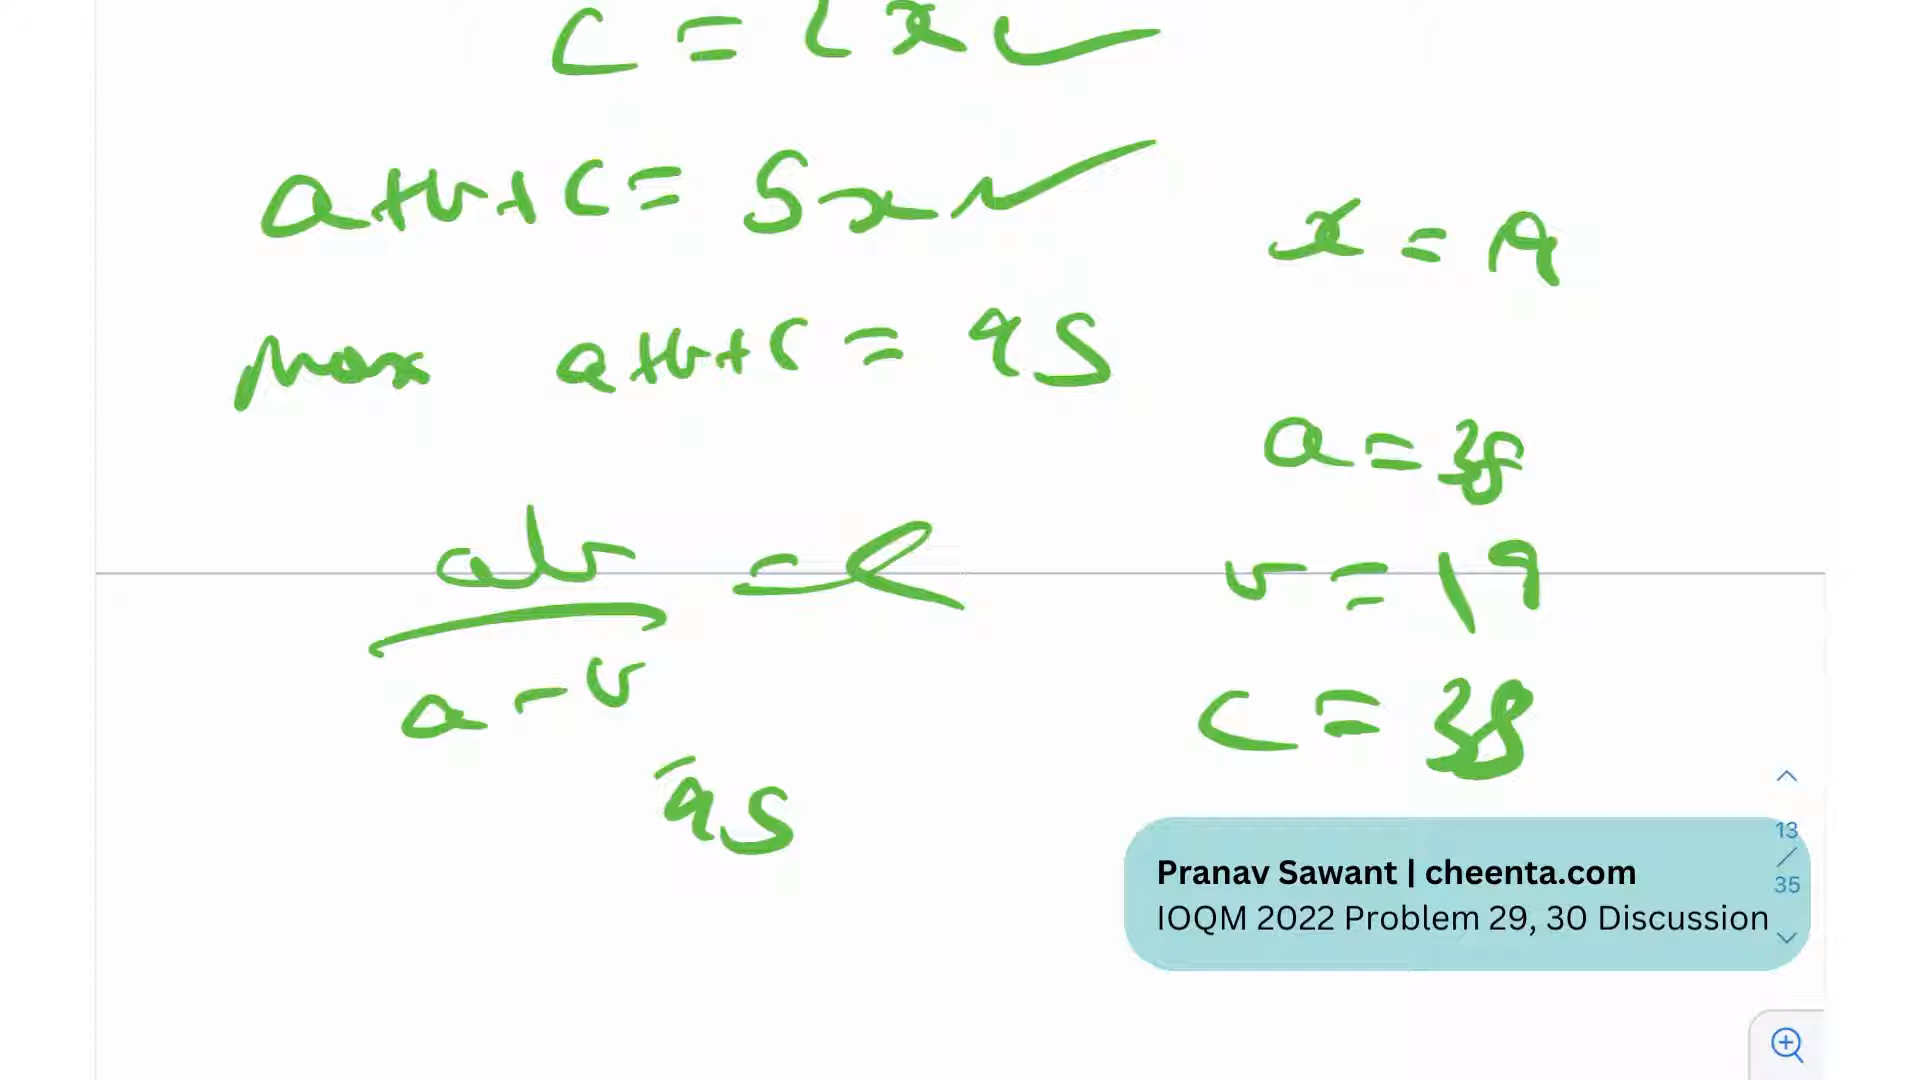 c = 2x
a+b+c = 5x
x = 19
Max a+b+c = 95
a = 38
ab/a-b = c
b = 19
c = 38
95
13
/
35
Pranav Sawant | cheenta.com
IOQM 2022 Problem 29, 30 Discussion